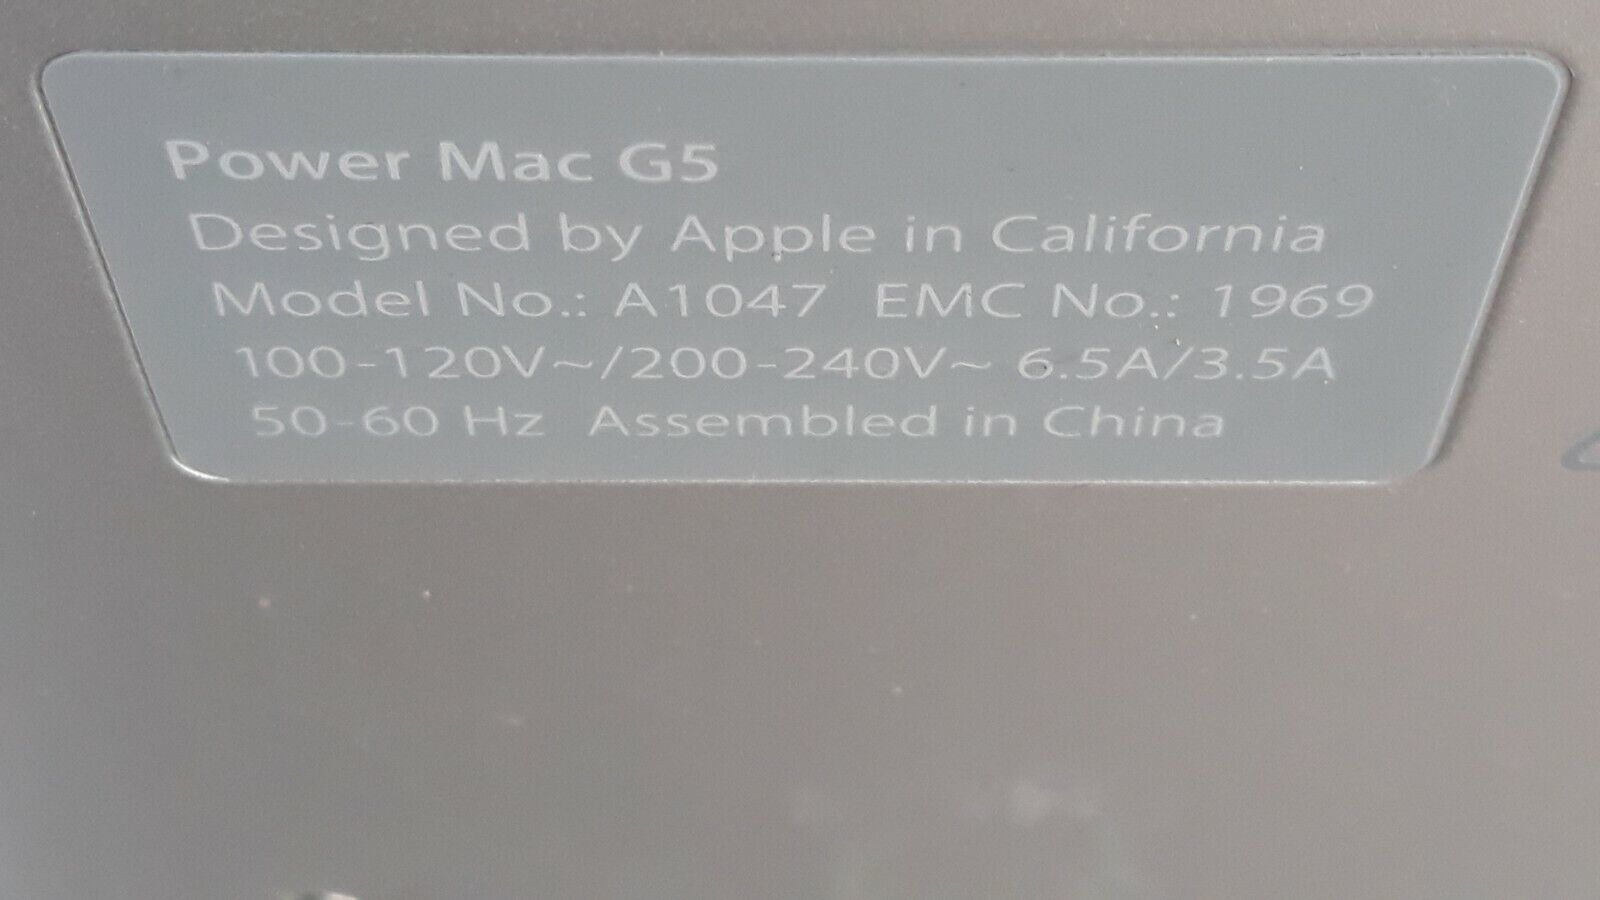 Power Mac G5
Designed by Apple in California
Model No.: A1047 EMC No.: 1969
100-120V~/200-240V~ 6.5A/3.5A
50-60 Hz Assembled in China